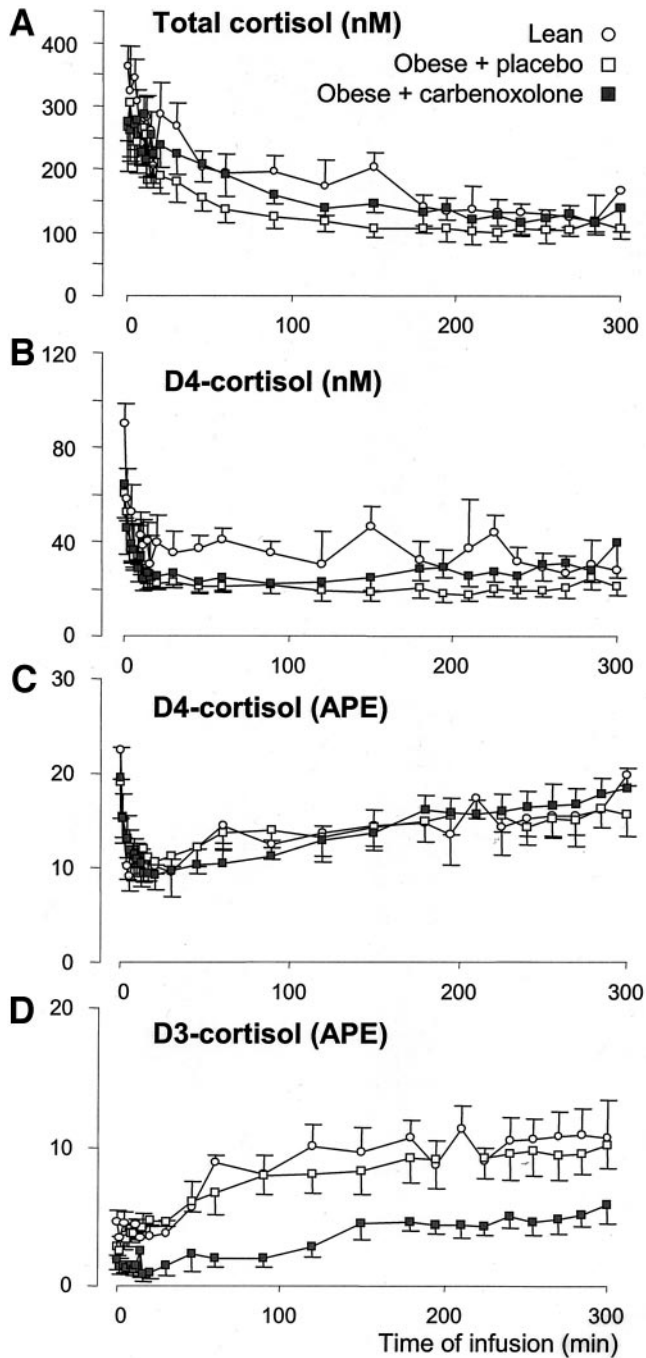 A
Total cortisol (nM)
Lean
Obese + placebo
Obese + carbenoxolone
400
300
200
100
0
0 100 200 300
B
D4-cortisol (nM)
120
80
40
0
0 100 200 300
C
D4-cortisol (APE)
30
20
10
0
0 100 200 300
D
D3-cortisol (APE)
20
10
0
0 100 200 300
Time of infusion (min)